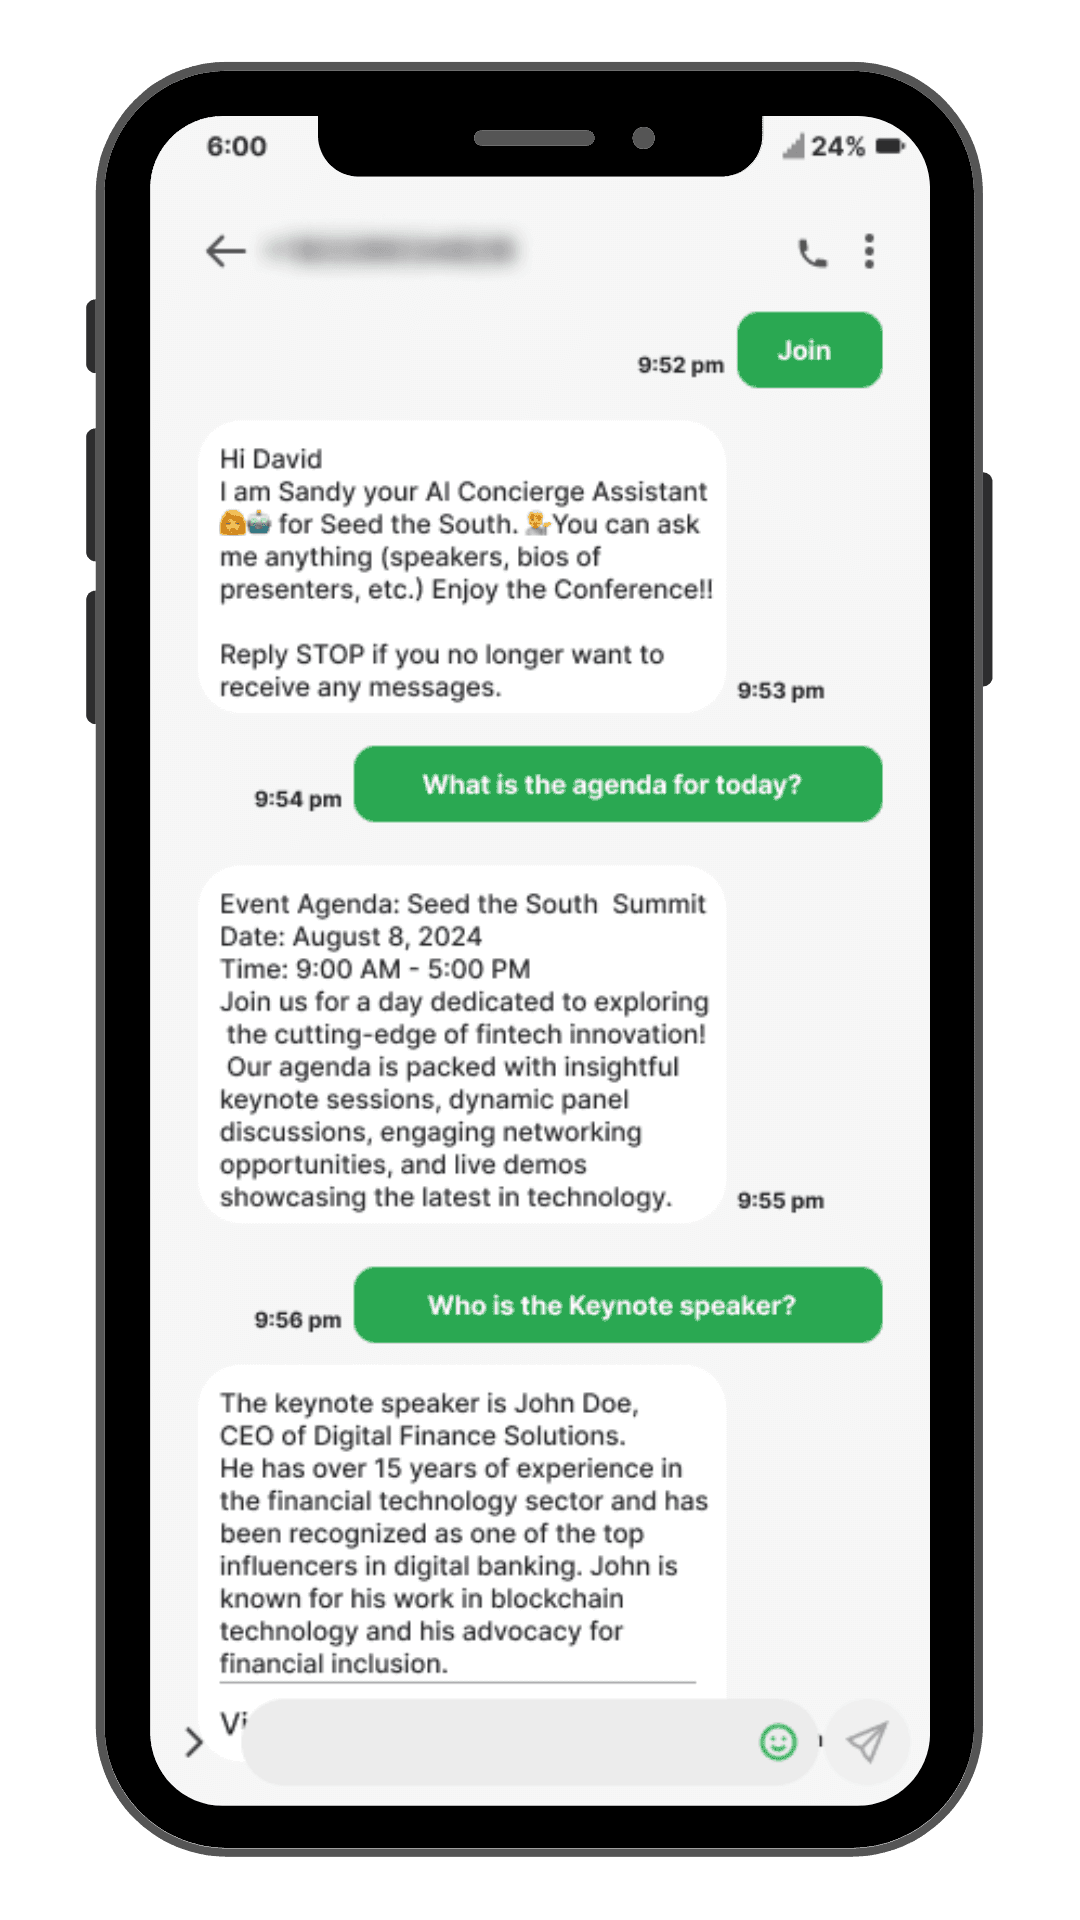 6:00
24%
Join
9:52 pm
Hi David
I am Sandy your AI Concierge Assistant
for Seed the South. You can ask
me anything (speakers, bios of
presenters, etc.) Enjoy the Conference!!
Reply STOP if you no longer want to
receive any messages.
9:53 pm
What is the agenda for today?
9:54 pm
Event Agenda: Seed the South  Summit
Date: August 8, 2024
Time: 9:00 AM - 5:00 PM
Join us for a day dedicated to exploring
the cutting-edge of fintech innovation!
Our agenda is packed with insightful
keynote sessions, dynamic panel
discussions, engaging networking
opportunities, and live demos
showcasing the latest in technology.
9:55 pm
Who is the Keynote speaker?
9:56 pm
The keynote speaker is John Doe,
CEO of Digital Finance Solutions.
He has over 15 years of experience in
the financial technology sector and has
been recognized as one of the top
influencers in digital banking. John is
known for his work in blockchain
technology and his advocacy for
financial inclusion.